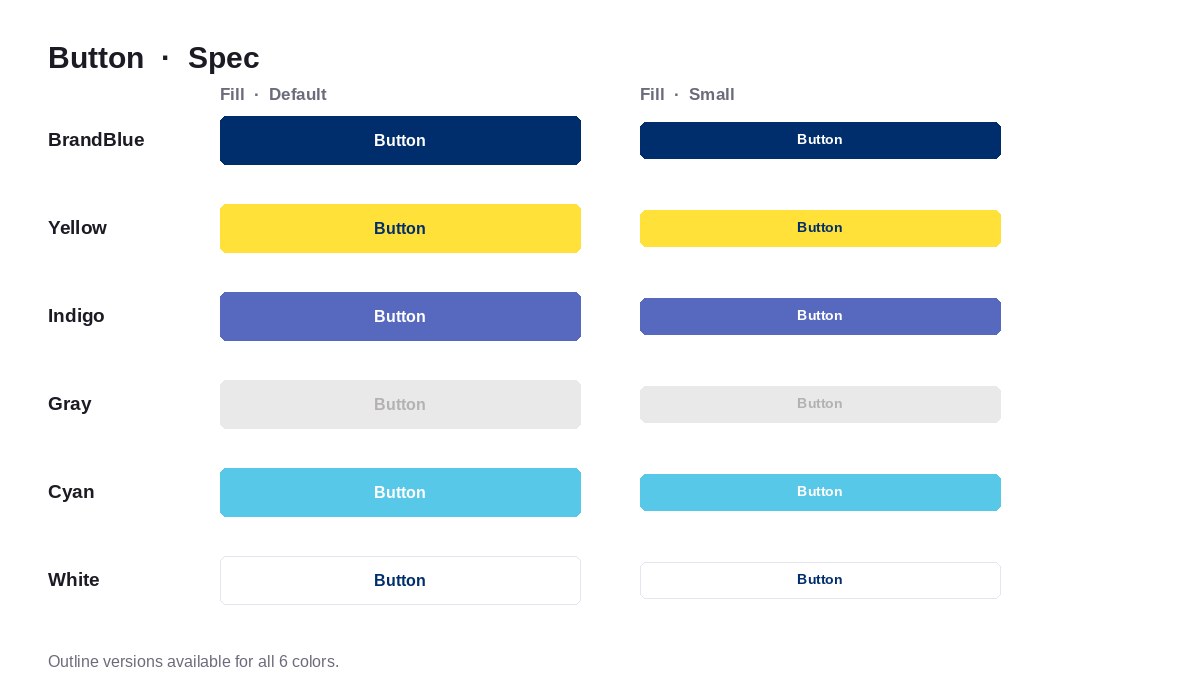 Button · Spec
Fill · Default
Fill · Small
BrandBlue
Button
Button
Yellow
Button
Button
Indigo
Button
Button
Gray
Button
Button
Cyan
Button
Button
White
Button
Button
Outline versions available for all 6 colors.